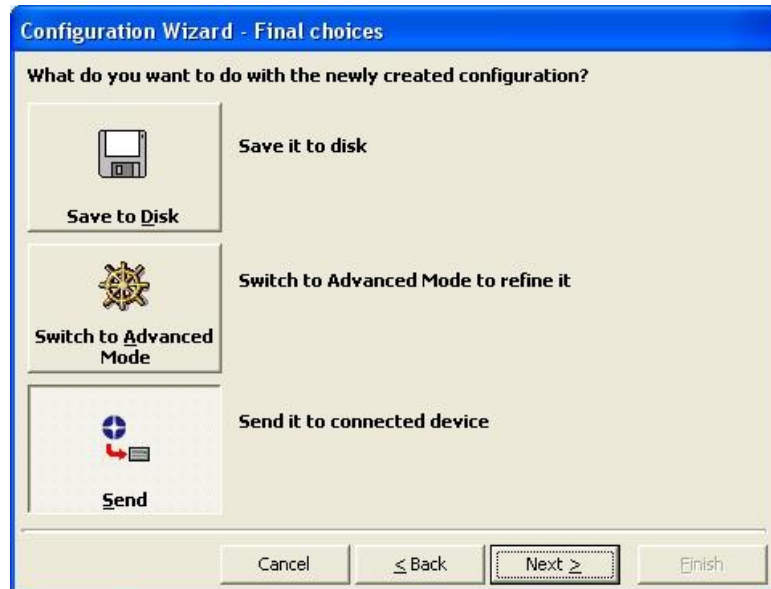 Configuration Wizard - Final choices
What do you want to do with the newly created configuration?
Save it to disk
Save to Disk
Switch to Advanced Mode to refine it
Switch to Advanced
Mode
Send it to connected device
Send
Cancel
< Back
Next >
Finish